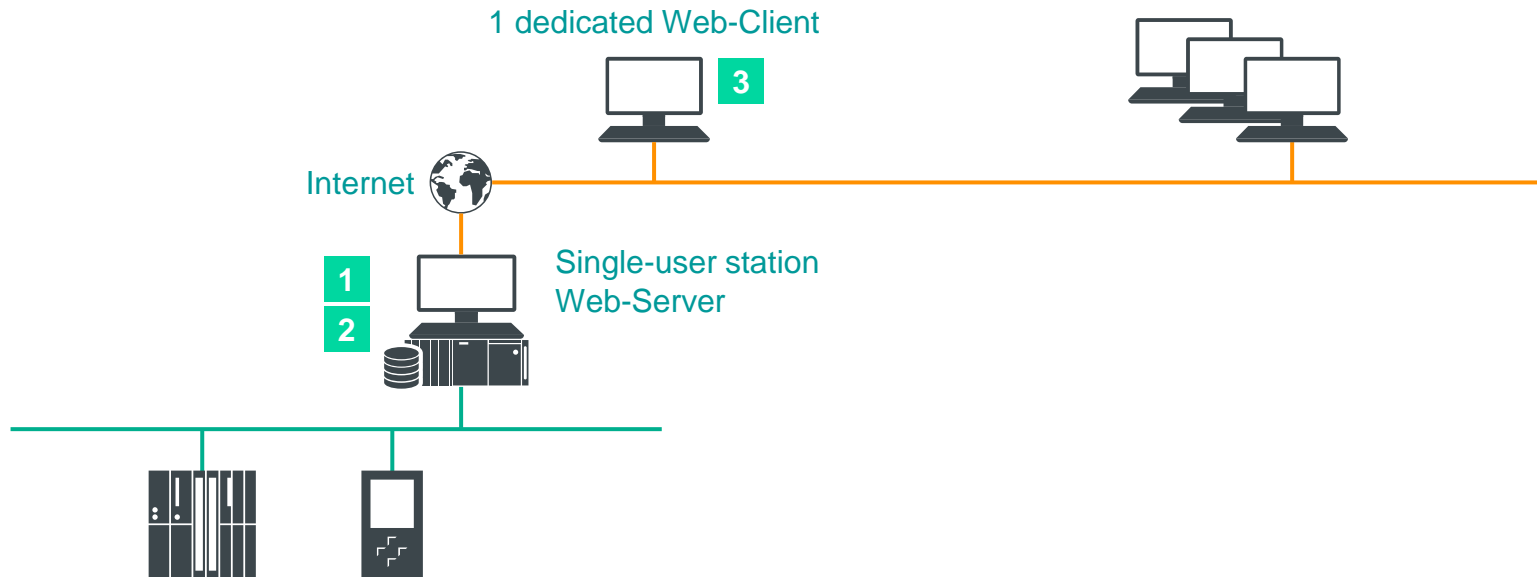 1 dedicated Web-Client
3
Internet
1
Single-user station
2
Web-Server